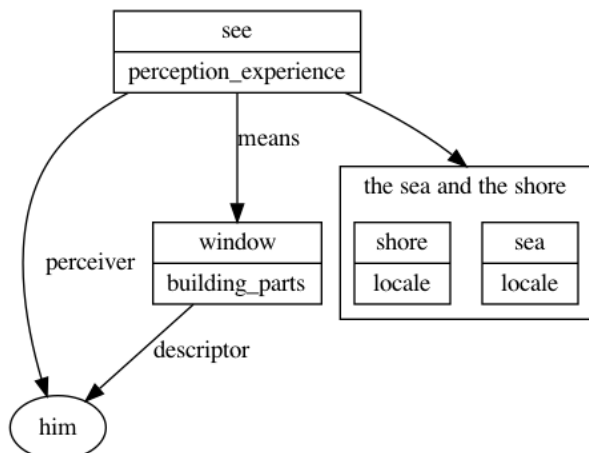 see
perception_experience
means
the sea and the shore
window
shore
sea
perceiver
building_parts
locale
locale
descriptor
him